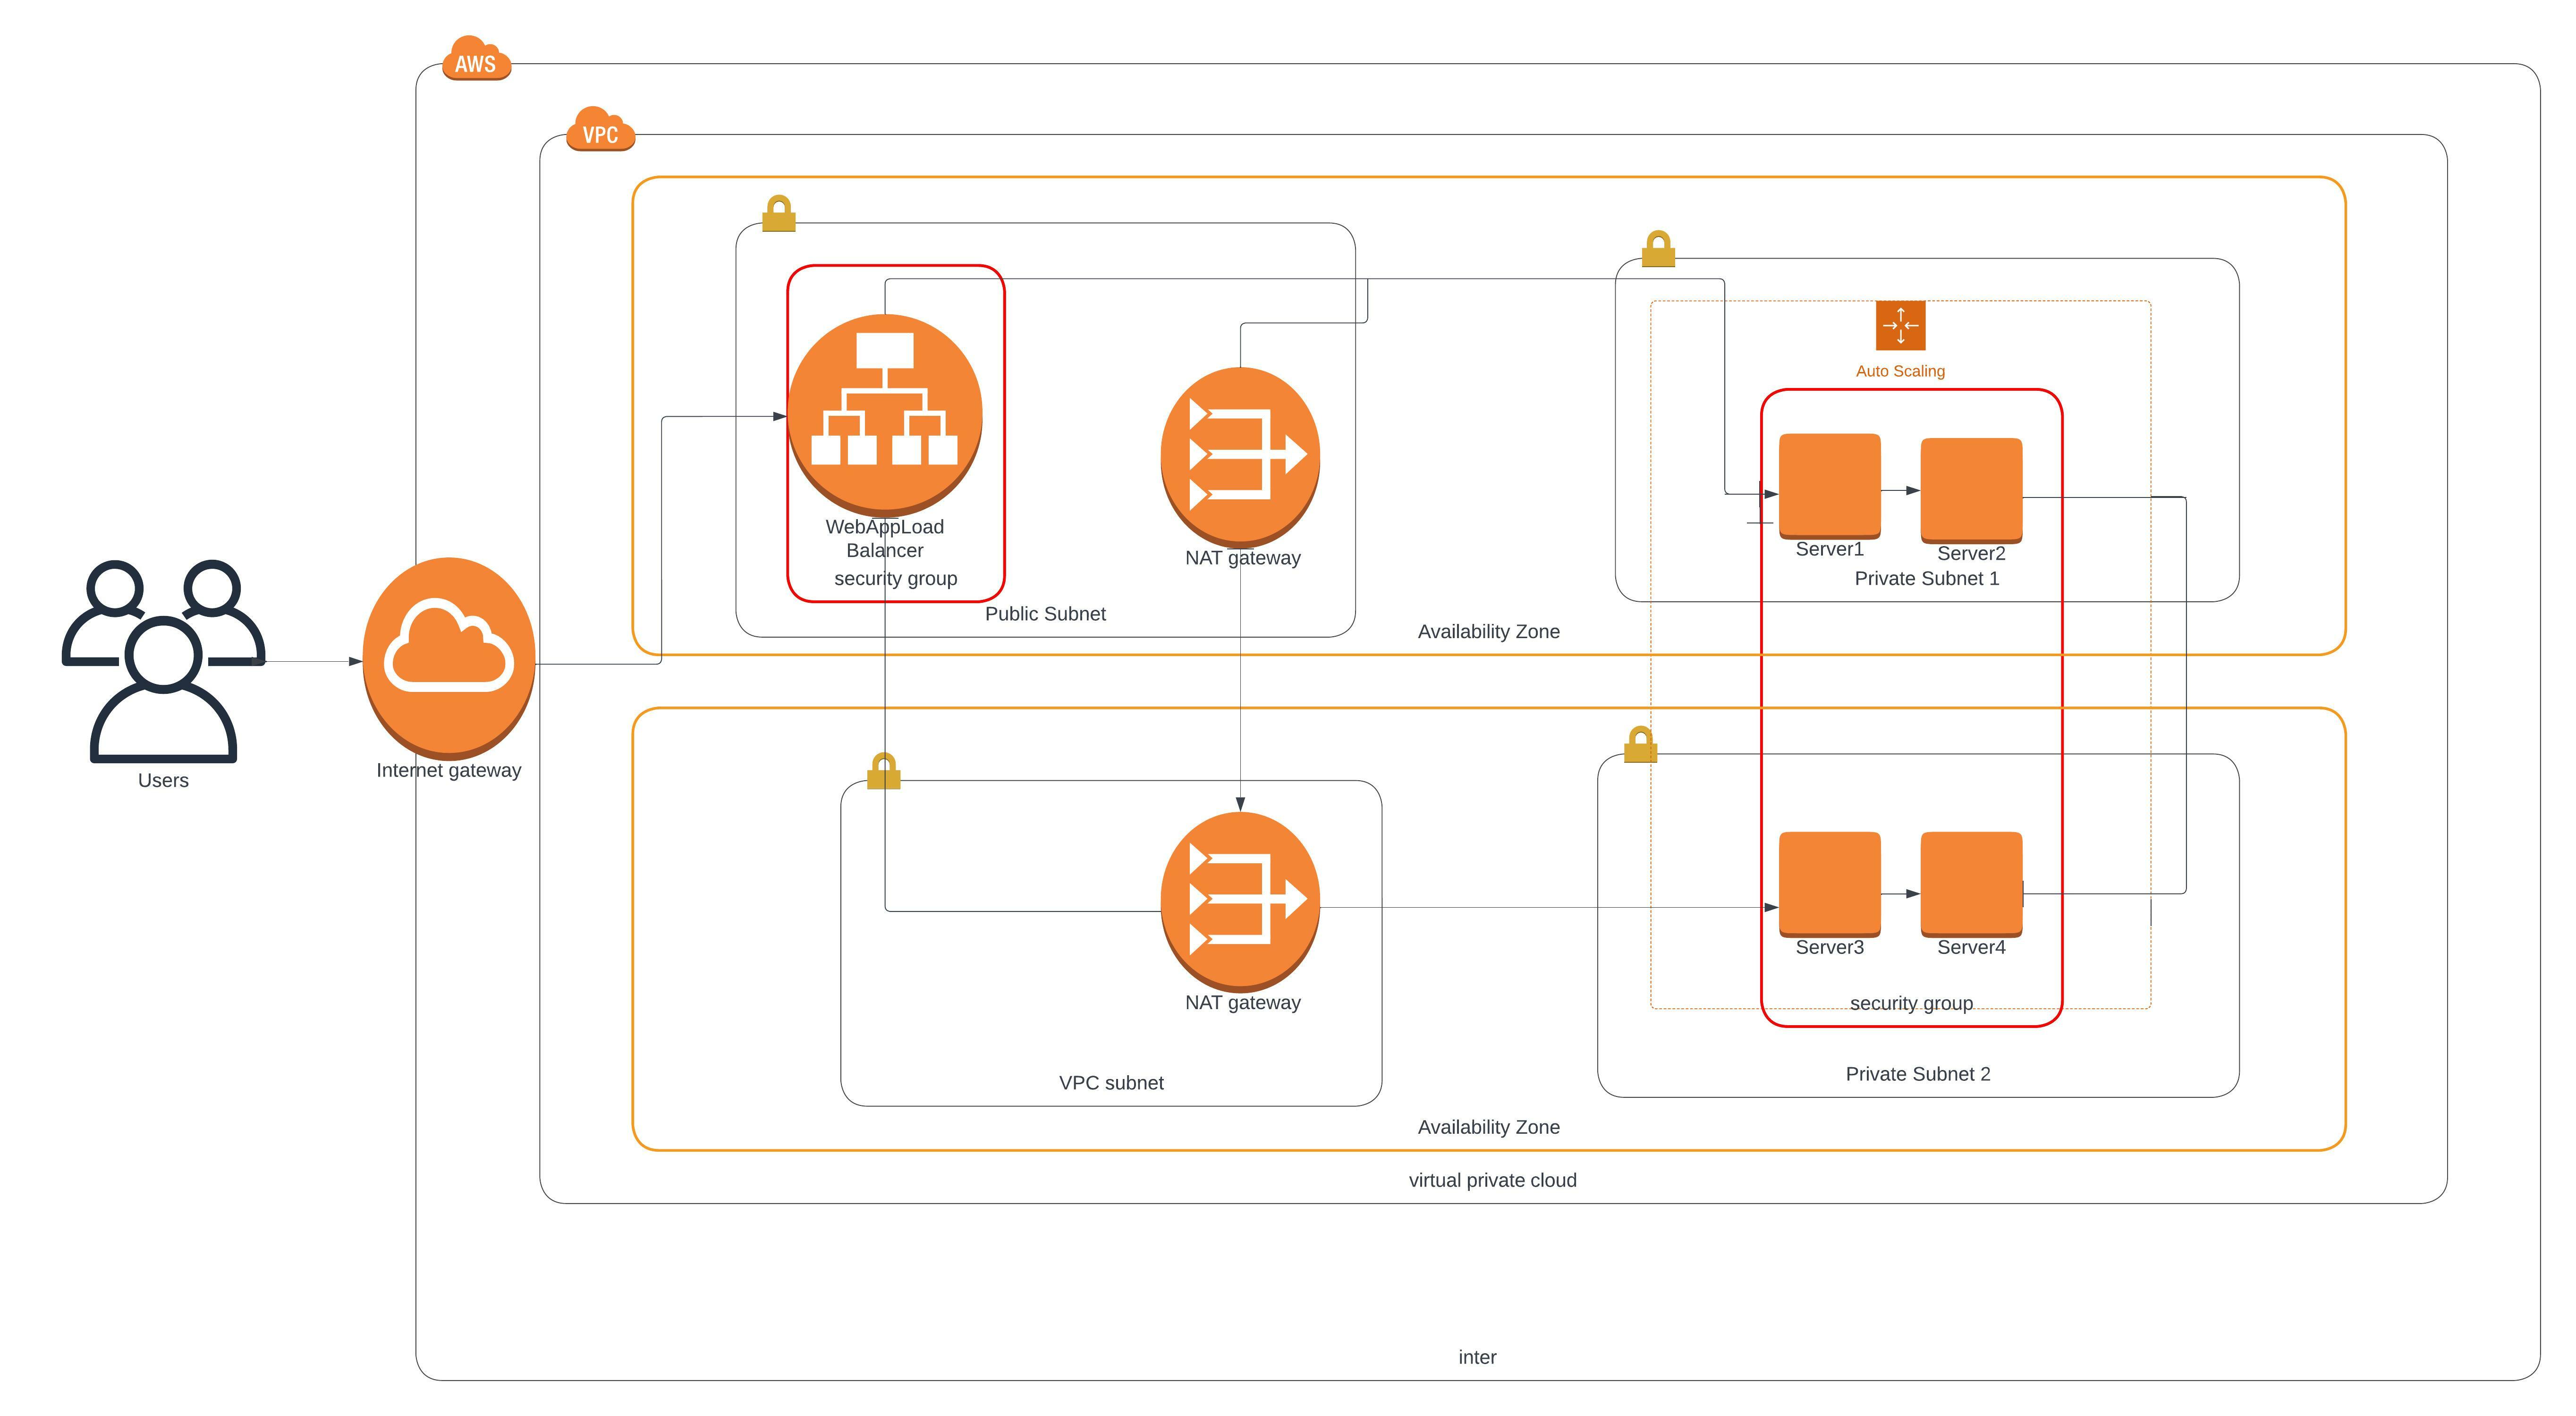 AWS
VPC
Auto Scaling
WebAppLoad
Balancer
security group
NAT gateway
Server1
Server2
Private Subnet 1
Public Subnet
Availability Zone
Users
Internet gateway
NAT gateway
Server3
Server4
security group
VPC subnet
Private Subnet 2
Availability Zone
virtual private cloud
inter